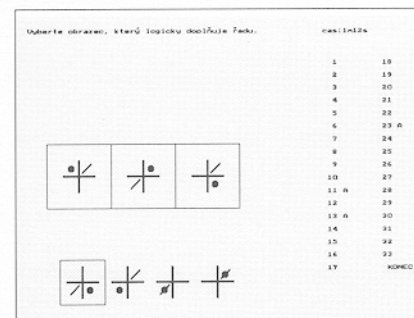 Vyberte obrazec, který logicky doplňuje řadu.
cas:1m12s
1 18
2 19
3 20
4 21
5 22
6 23 A
7 24
8 25
9 26
10 27
11 A 28
12 29
13 A 30
14 31
15 32
16 33
17 KONEC